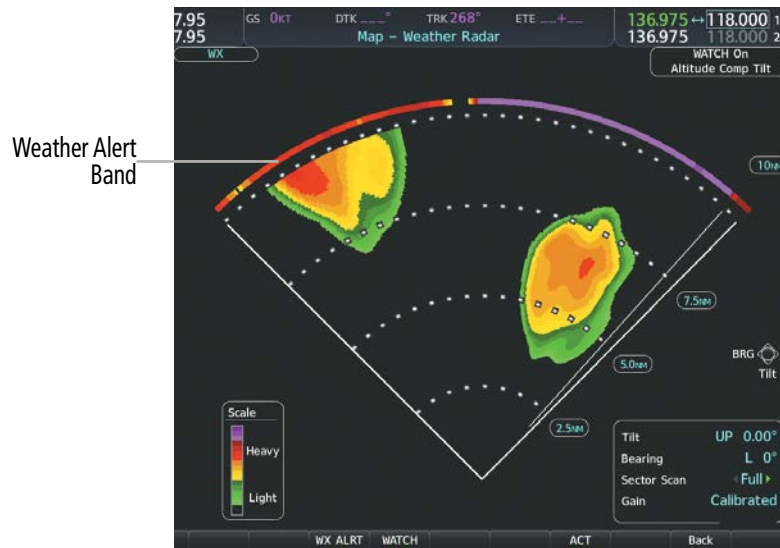 7.95 GS 0KT DTK ___° TRK 268° ETE __+__ 136.975 ↔ 118.000 1
7.95 Map – Weather Radar 136.975 118.000 2
WX
WATCH On
Altitude Comp Tilt
Weather Alert
Band
10NM
7.5NM
BRG
Tilt
5.0NM
2.5NM
Scale
Heavy
Light
Tilt UP 0.00°
Bearing L 0°
Sector Scan Full
Gain Calibrated
WX ALRT WATCH ACT Back